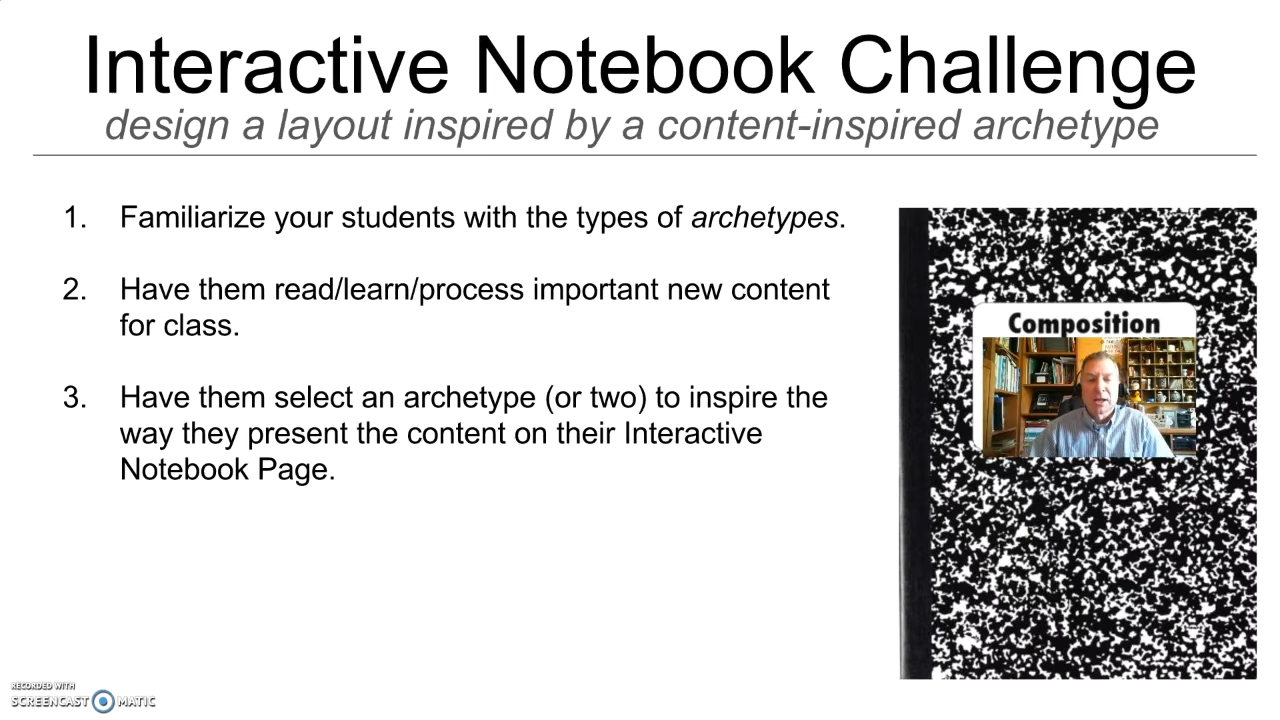 Interactive Notebook Challenge
design a layout inspired by a content-inspired archetype
1. Familiarize your students with the types of archetypes.
2. Have them read/learn/process important new content
for class.
3. Have them select an archetype (or two) to inspire the
way they present the content on their Interactive
Notebook Page.
Composition
RECORDED WITH
SCREENCAST MATIC